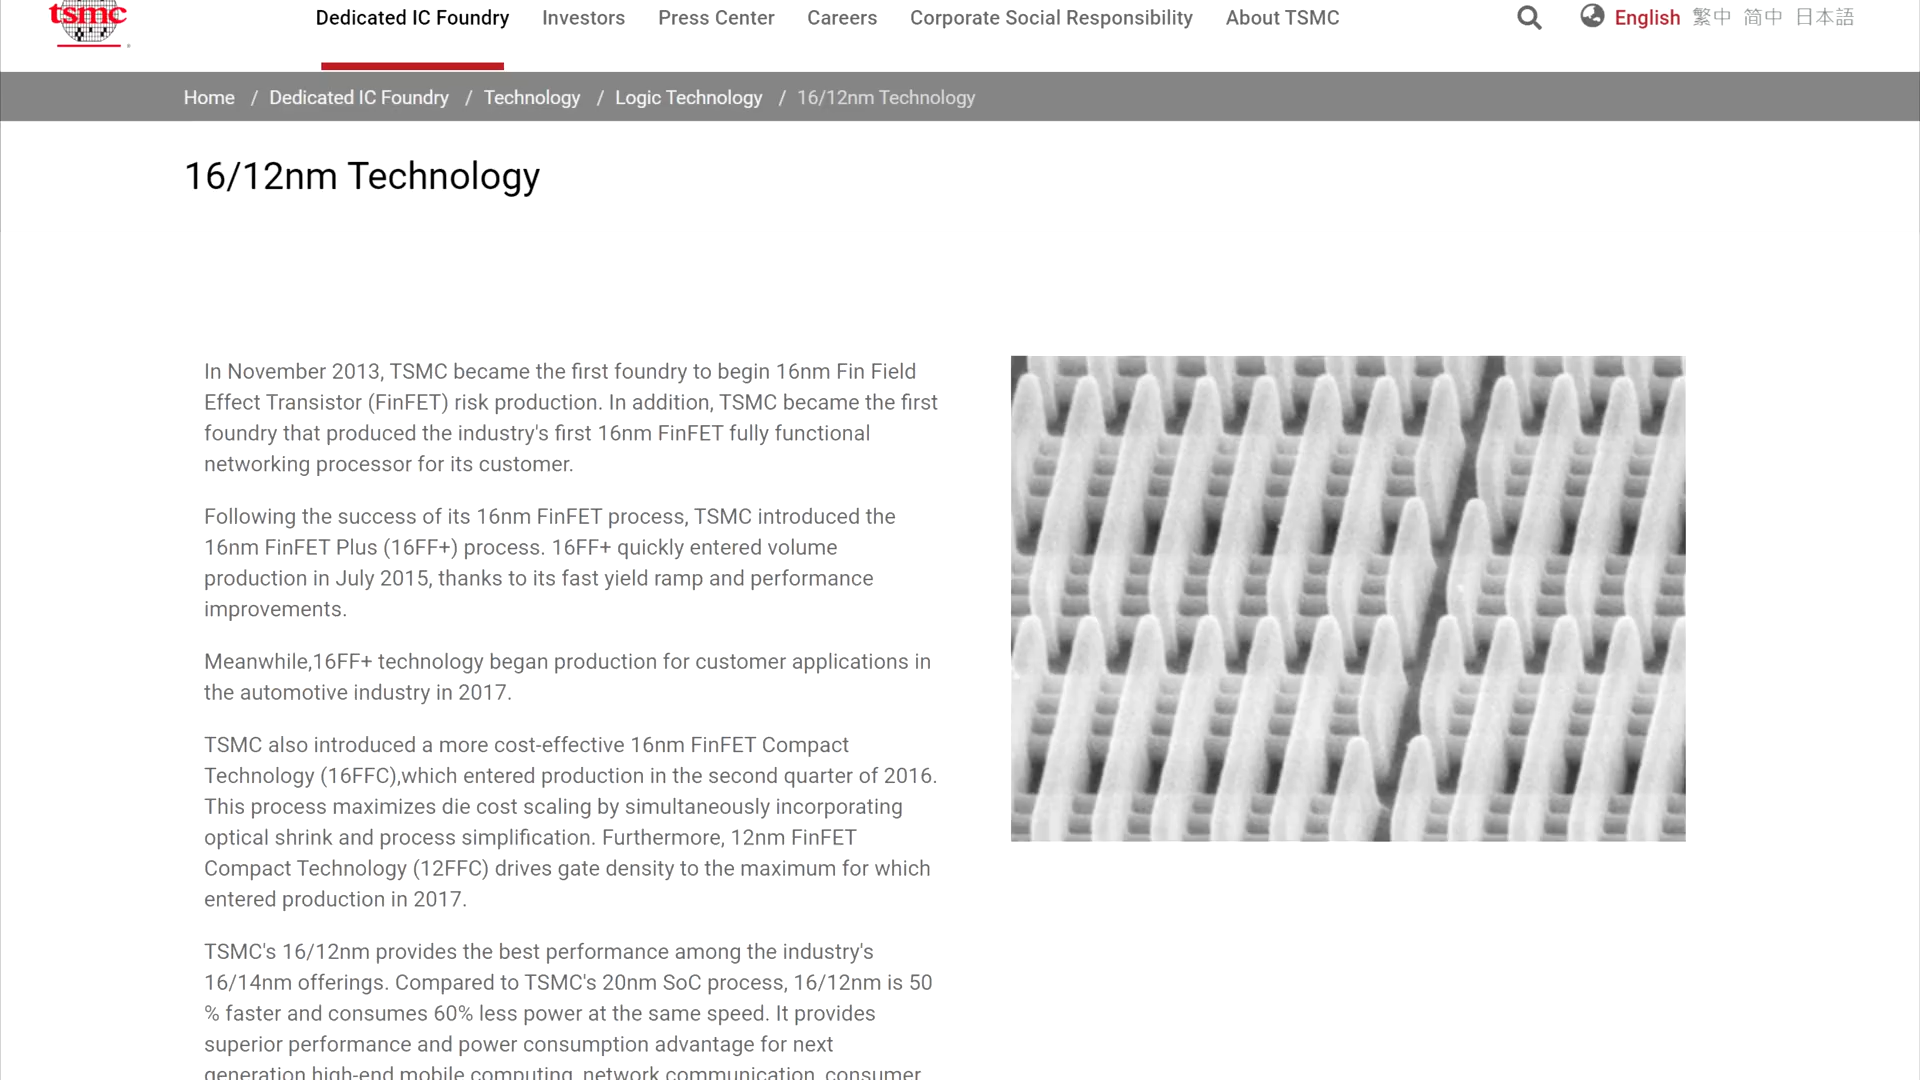 tsmc
Dedicated IC Foundry
Investors
Press Center
Careers
Corporate Social Responsibility
About TSMC
English 繁中 简中 日本語
Home / Dedicated IC Foundry / Technology / Logic Technology / 16/12nm Technology
16/12nm Technology
In November 2013, TSMC became the first foundry to begin 16nm Fin Field
Effect Transistor (FinFET) risk production. In addition, TSMC became the first
foundry that produced the industry's first 16nm FinFET fully functional
networking processor for its customer.
Following the success of its 16nm FinFET process, TSMC introduced the
16nm FinFET Plus (16FF+) process. 16FF+ quickly entered volume
production in July 2015, thanks to its fast yield ramp and performance
improvements.
Meanwhile,16FF+ technology began production for customer applications in
the automotive industry in 2017.
TSMC also introduced a more cost-effective 16nm FinFET Compact
Technology (16FFC),which entered production in the second quarter of 2016.
This process maximizes die cost scaling by simultaneously incorporating
optical shrink and process simplification. Furthermore, 12nm FinFET
Compact Technology (12FFC) drives gate density to the maximum for which
entered production in 2017.
TSMC's 16/12nm provides the best performance among the industry's
16/14nm offerings. Compared to TSMC's 20nm SoC process, 16/12nm is 50
% faster and consumes 60% less power at the same speed. It provides
superior performance and power consumption advantage for next
generation high-end mobile computing, network communication, consumer